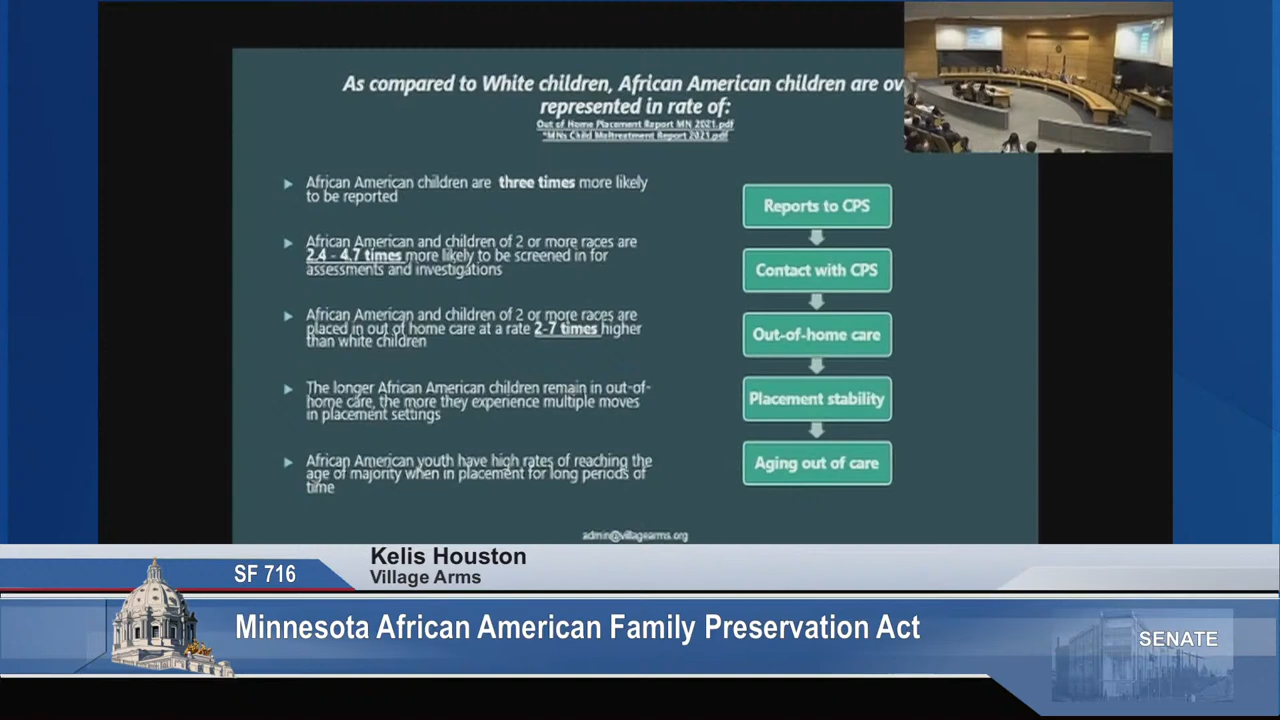 As compared to White children, African American children are ov
represented in rate of:
Out of Home Placement Report MN 2021.pdf
*MNs Child Maltreatment Report 2021.pdf
African American children are three times more likely
to be reported
African American and children of 2 or more races are
2.4 - 4.7 times more likely to be screened in for
assessments and investigations
African American and children of 2 or more races are
placed in out of home care at a rate 2-7 times higher
than white children
The longer African American children remain in out-of-
home care, the more they experience multiple moves
in placement settings
African American youth have high rates of reaching the
age of majority when in placement for long periods of
time
Reports to CPS
Contact with CPS
Out-of-home care
Placement stability
Aging out of care
admin@villagearms.org
Kelis Houston
SF 716
Village Arms
Minnesota African American Family Preservation Act
SENATE